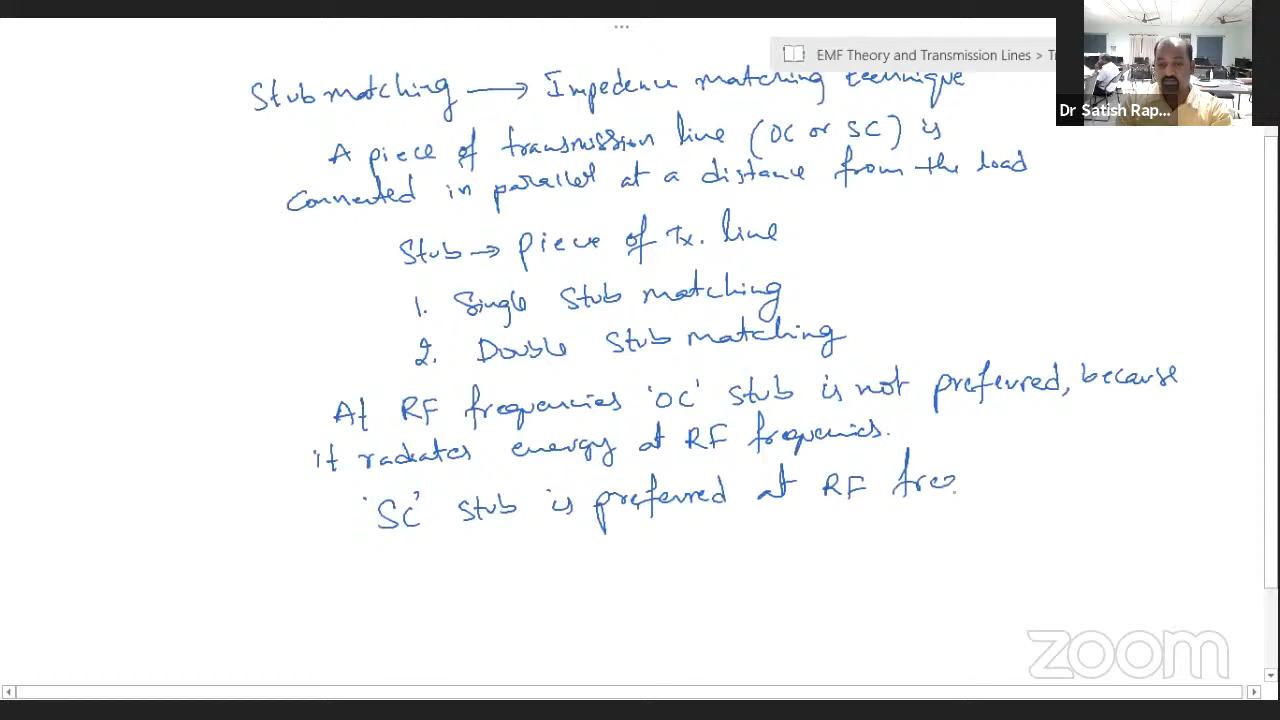 EMF Theory and Transmission Lines > Tr
Stub matching → Impedence matching technique
Dr Satish Rap...
A piece of transmission line (OC or SC) is
connected in parallel at a distance from the load
Stub → piece of Tx. line
1. Single Stub matching
2. Double Stub matching
At RF frequencies 'OC' stub is not preferred, because
it radiates energy at RF frequencies.
'SC' stub is preferred at RF fre
zoom